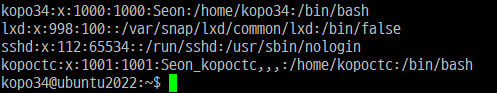 kopo34:x:1000:1000:Seon:/home/kopo34:/bin/bash
lxd:x:998:100::/var/snap/lxd/common/lxd:/bin/false
sshd:x:112:65534::/run/sshd:/usr/sbin/nologin
kopoctc:x:1001:1001:Seon_kopoctc,,,:/home/kopoctc:/bin/bash
kopo34@ubuntu2022:~$